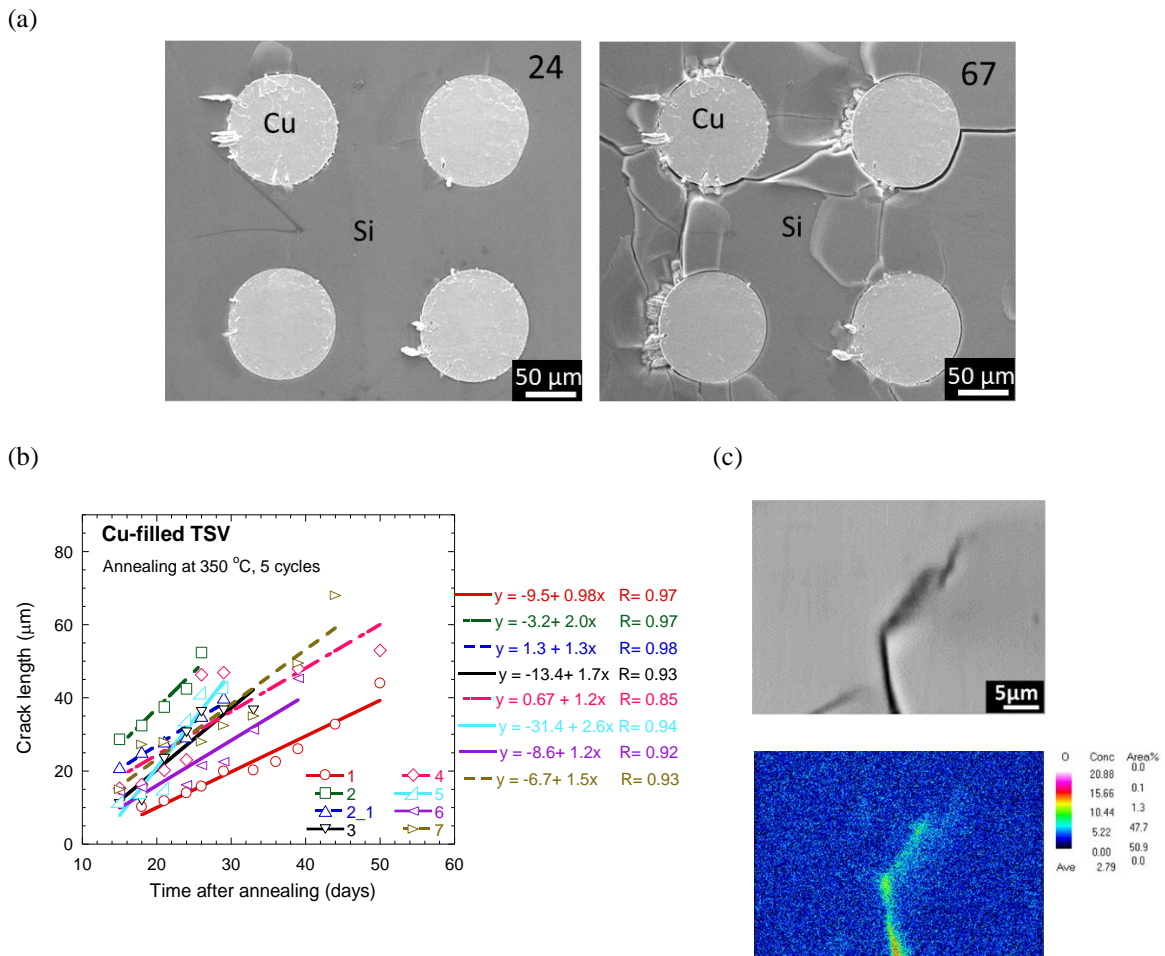 (a)
24
Cu
Si
50 µm
67
Cu
Si
50 µm
(b)
Cu-filled TSV
Annealing at 350 °C, 5 cycles
Crack length (µm)
80
60
40
20
0
10
20
30
40
50
60
Time after annealing (days)
1
2
2_1
3
4
5
6
7
y = -9.5+ 0.98x R= 0.97
y = -3.2+ 2.0x R= 0.97
y = 1.3 + 1.3x R= 0.98
y = -13.4+ 1.7x R= 0.93
y = 0.67 + 1.2x R= 0.85
y = -31.4 + 2.6x R= 0.94
y = -8.6+ 1.2x R= 0.92
y = -6.7+ 1.5x R= 0.93
(c)
5µm
O Conc Area%
0.0
20.88
0.1
15.66
1.3
10.44
47.7
5.22
50.9
0.00
0.0
Ave 2.79